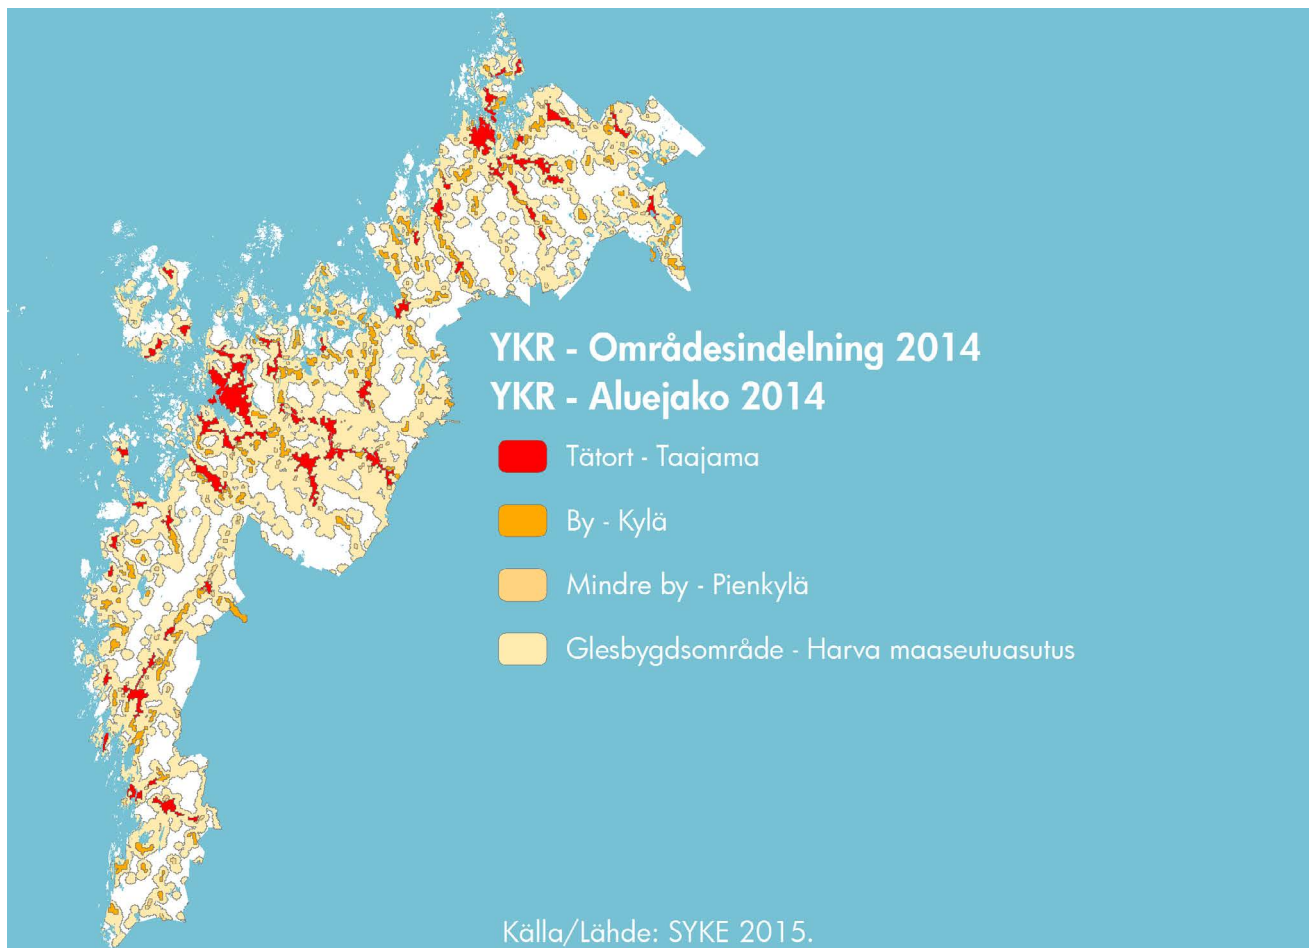 YKR - Områdesindelning 2014
YKR - Aluejako 2014
Tätort - Taajama
By - Kylä
Mindre by - Pienkylä
Glesbygdsområde - Harva maaseutuasutus
Källa/Lähde: SYKE 2015.